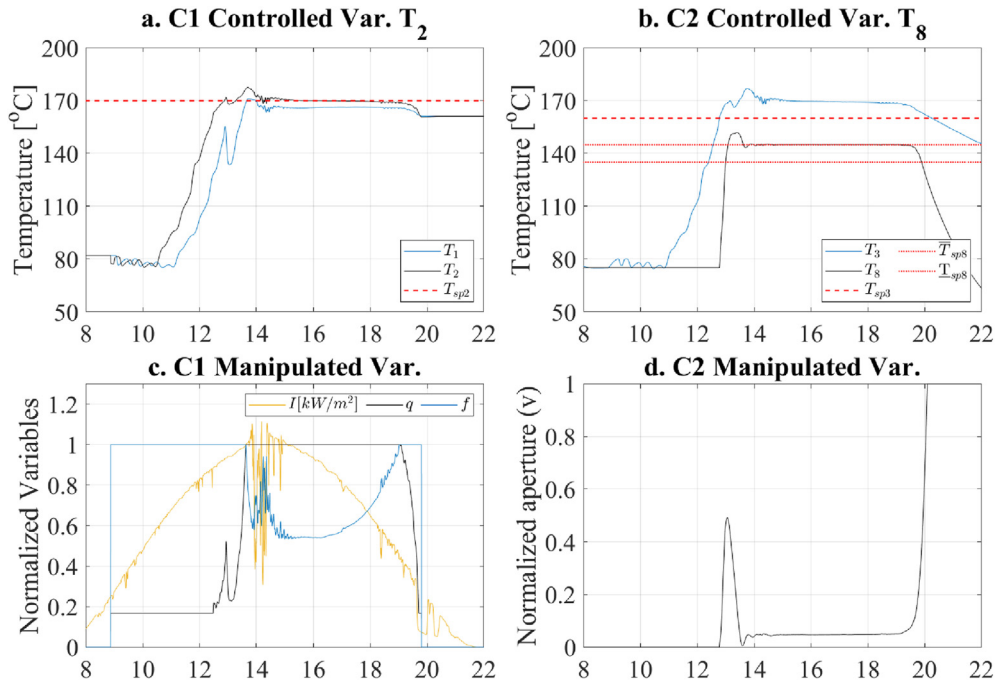 a. C1 Controlled Var. T₂
200
170
140
110
80
50
Temperature [°C]
T₁
T₂
Tₛₚ₂
8 10 12 14 16 18 20 22
b. C2 Controlled Var. T₈
200
170
140
110
80
50
Temperature [°C]
T₃ T̅ₛₚ₈
T₈ T̲ₛₚ₈
Tₛₚ₃
8 10 12 14 16 18 20 22
c. C1 Manipulated Var.
1.2
1
0.8
0.6
0.4
0.2
0
Normalized Variables
I[kW/m²] q f
8 10 12 14 16 18 20 22
d. C2 Manipulated Var.
1
0.8
0.6
0.4
0.2
0
Normalized aperture (v)
8 10 12 14 16 18 20 22